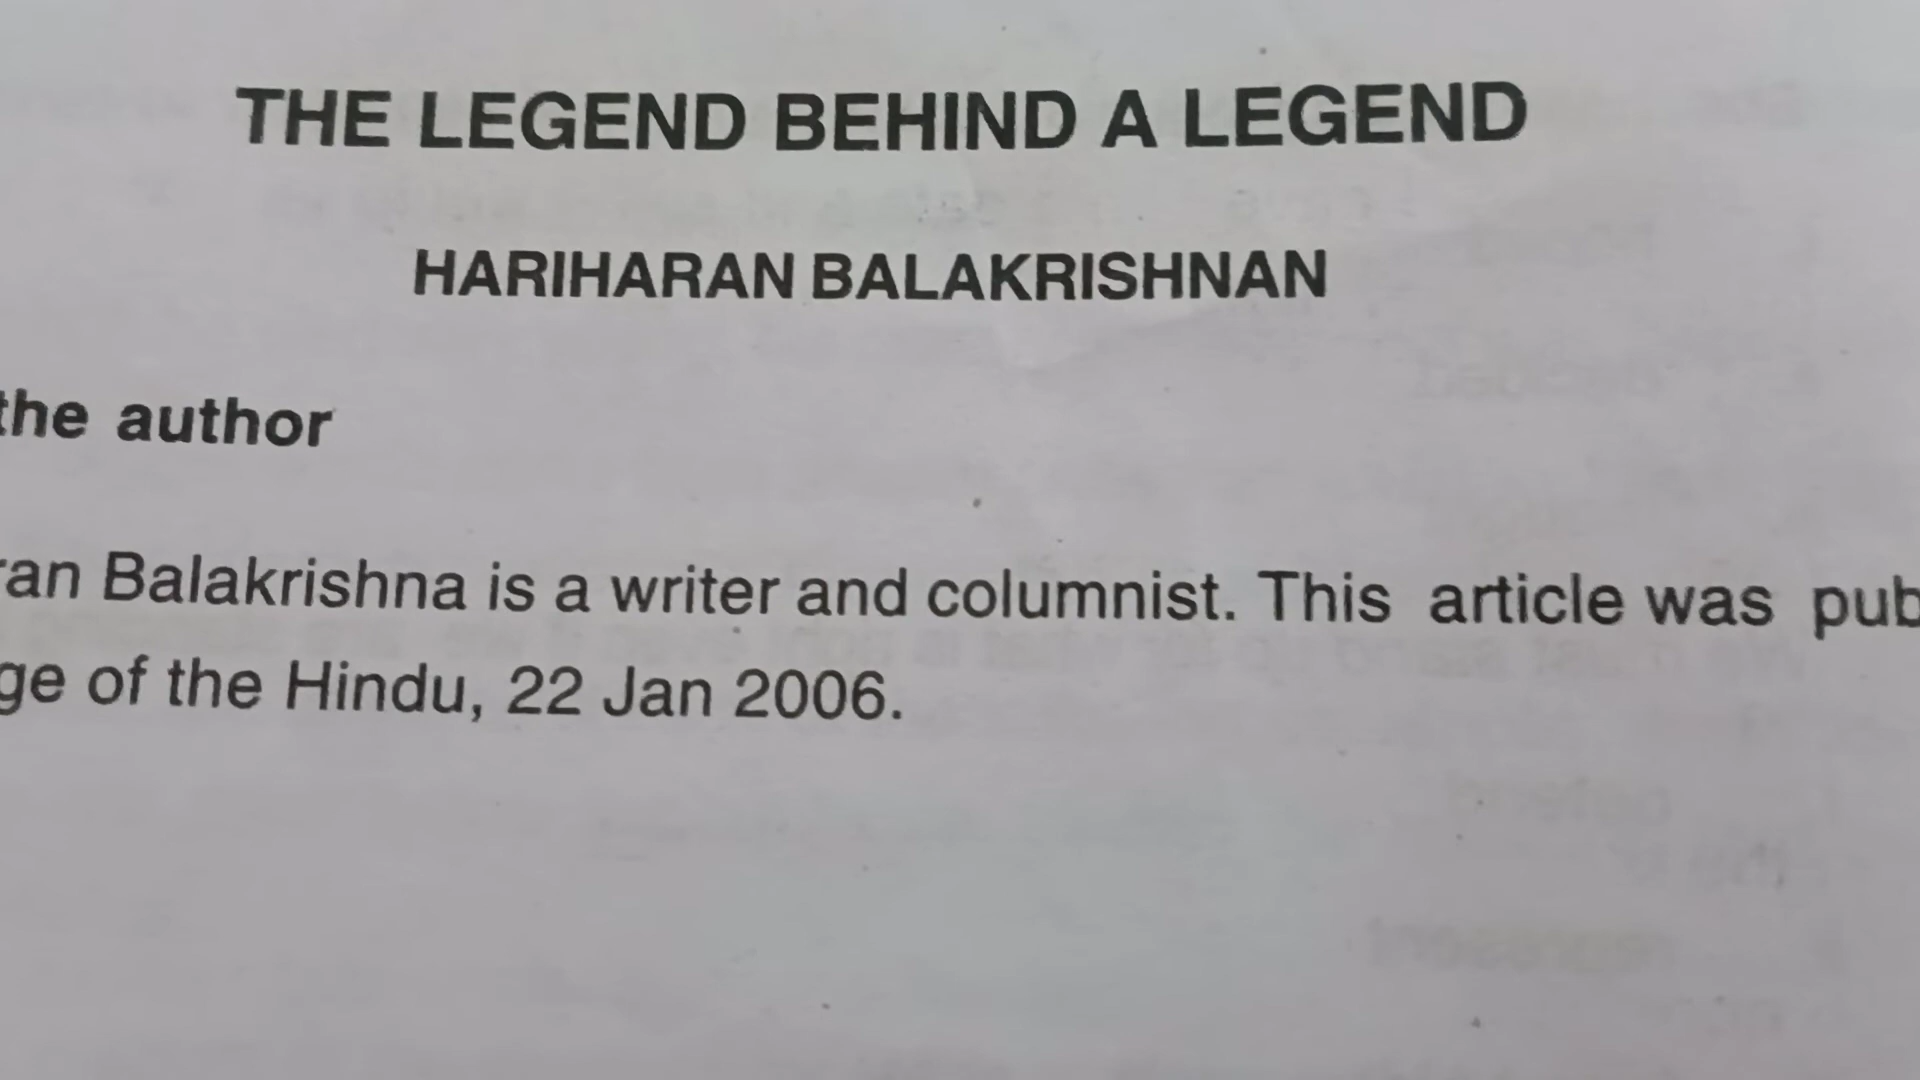 THE LEGEND BEHIND A LEGEND
HARIHARAN BALAKRISHNAN
the author
ran Balakrishna is a writer and columnist. This article was pub
ge of the Hindu, 22 Jan 2006.